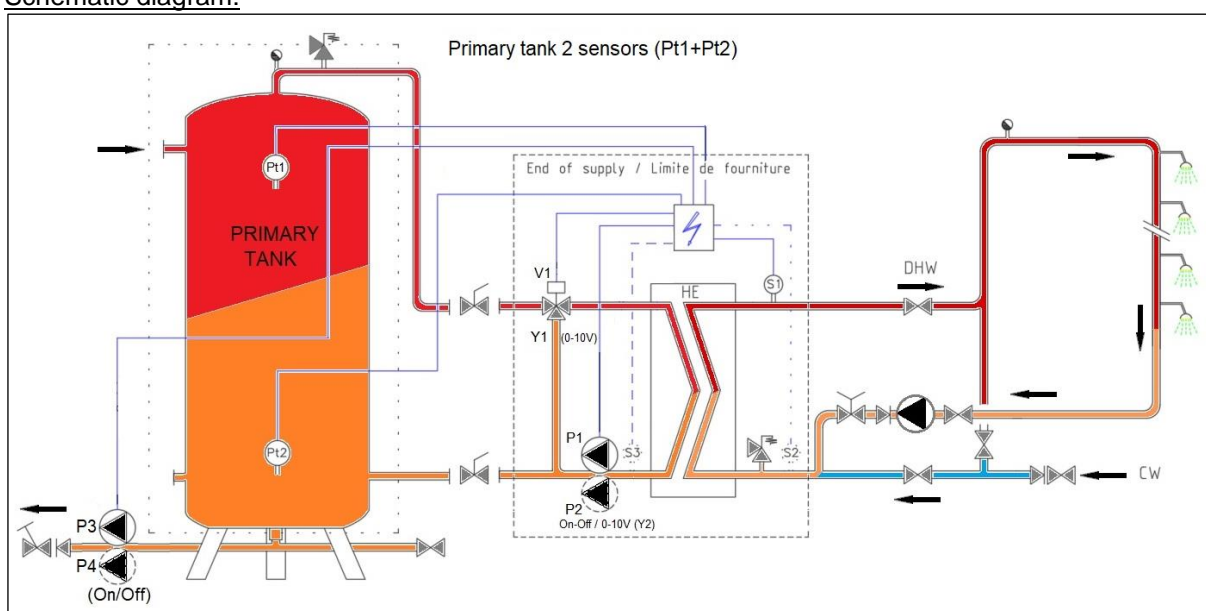 Schematic diagram:
Primary tank 2 sensors (Pt1+Pt2)
End of supply / Limite de fourniture
Pt1
PRIMARY
TANK
V1
S1
HE
DHW
Y1 (0-10V)
P1
S3
S2
Pt2
P2
On-Off / 0-10V (Y2)
CW
P3
P4
(On/Off)